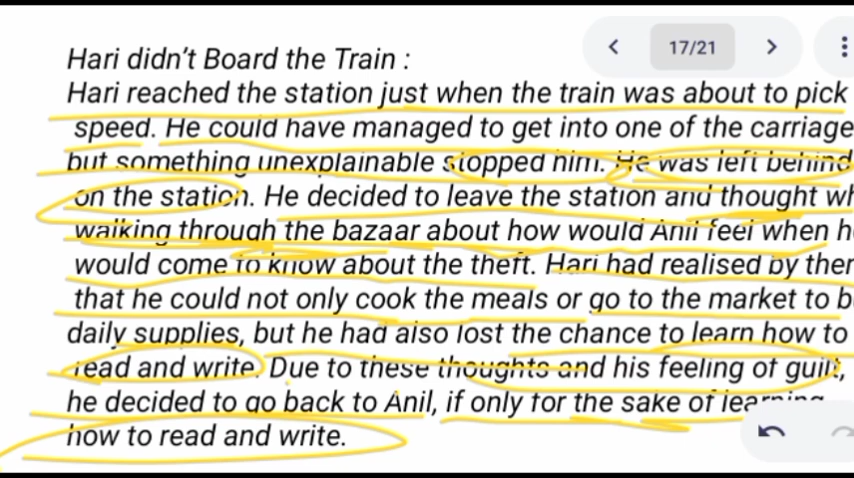 17/21
Hari didn't Board the Train :
Hari reached the station just when the train was about to pick
speed. He could have managed to get into one of the carriage
but something unexplainable stopped him. He was left behind
on the station. He decided to leave the station and thought wh
walking through the bazaar about how would Anil feel when h
would come to know about the theft. Hari had realised by then
that he could not only cook the meals or go to the market to b
daily supplies, but he had also lost the chance to learn how to
read and write. Due to these thoughts and his feeling of guilt,
he decided to go back to Anil, if only for the sake of learning
how to read and write.